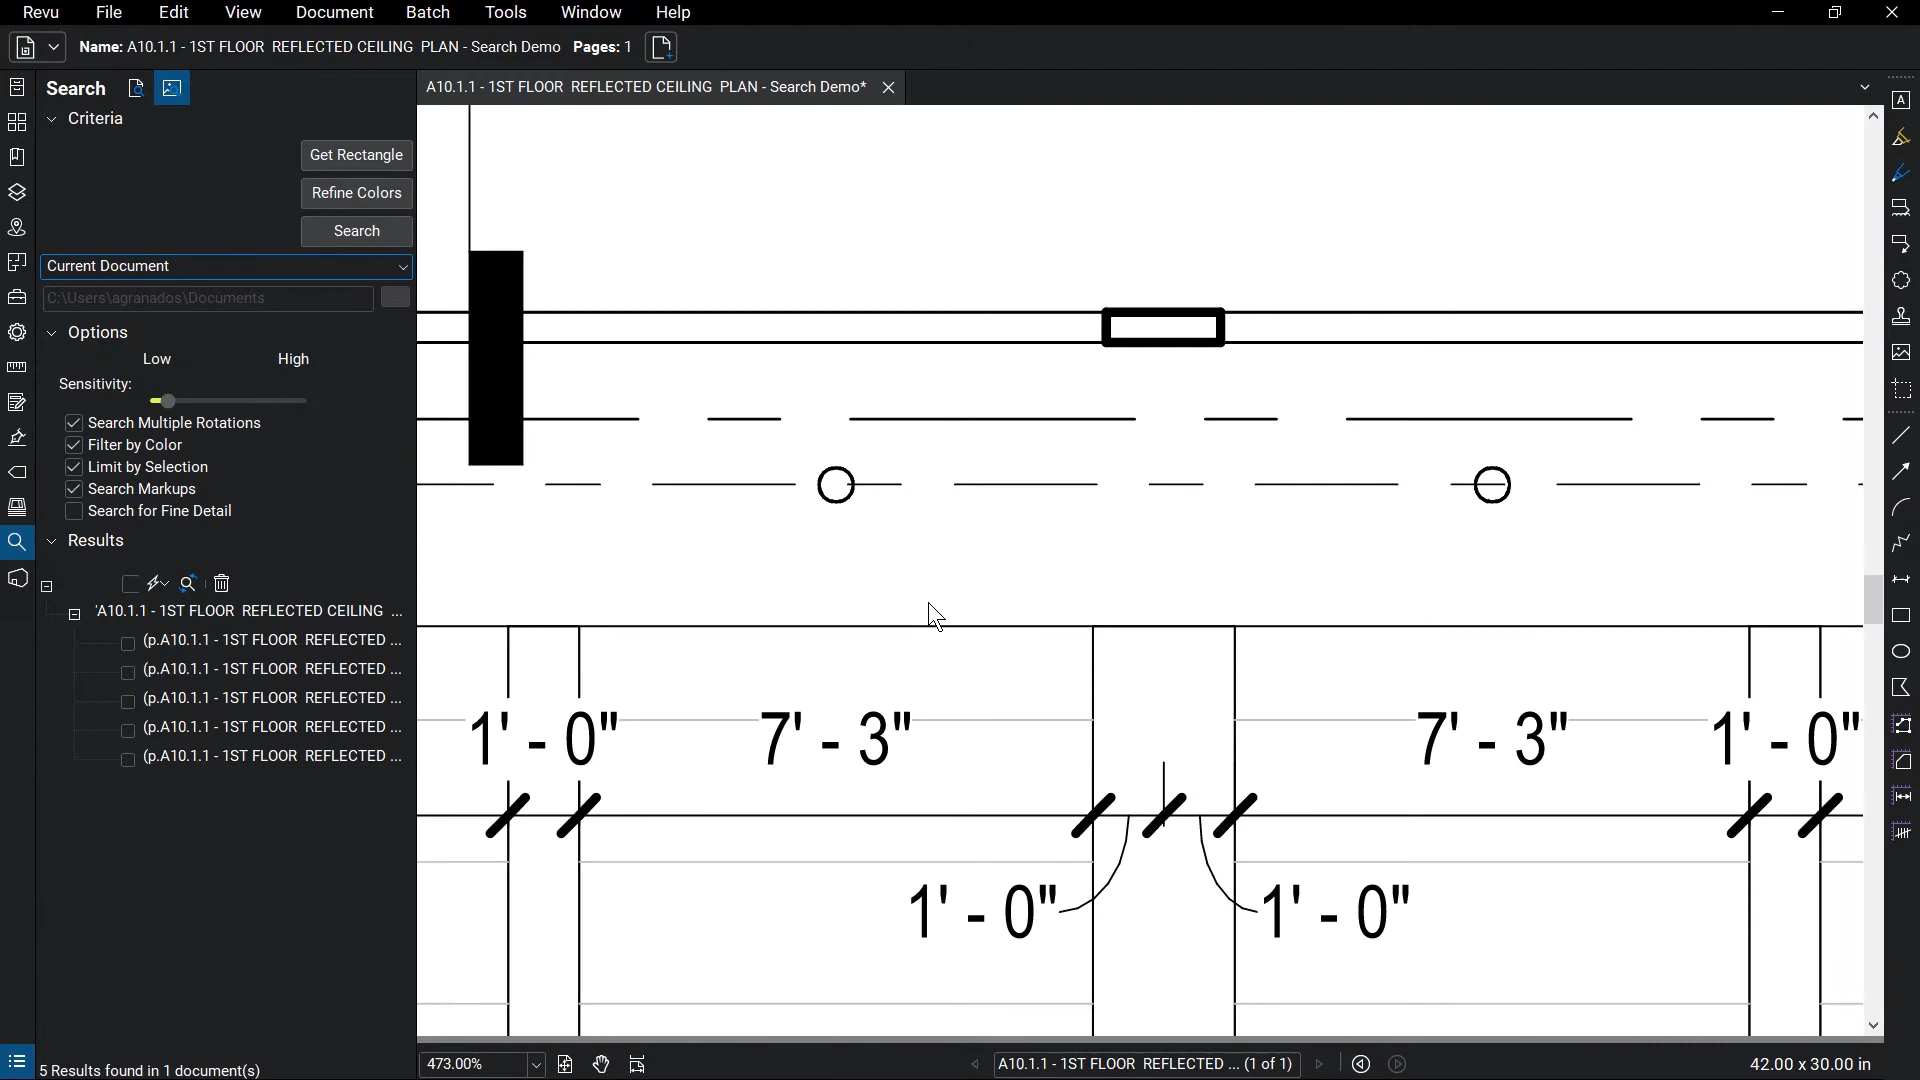 Revu File Edit View Document Batch Tools Window Help
Name: A10.1.1 - 1ST FLOOR REFLECTED CEILING PLAN - Search Demo Pages: 1
Search
A10.1.1 - 1ST FLOOR REFLECTED CEILING PLAN - Search Demo*
Criteria
Get Rectangle
Refine Colors
Search
Current Document
C:\Users\agranados\Documents
Options
Low High
Sensitivity:
Search Multiple Rotations
Filter by Color
Limit by Selection
Search Markups
Search for Fine Detail
Results
'A10.1.1 - 1ST FLOOR REFLECTED CEILING ...
(p.A10.1.1 - 1ST FLOOR REFLECTED ...
(p.A10.1.1 - 1ST FLOOR REFLECTED ...
(p.A10.1.1 - 1ST FLOOR REFLECTED ...
(p.A10.1.1 - 1ST FLOOR REFLECTED ...
(p.A10.1.1 - 1ST FLOOR REFLECTED ...
1' - 0" 7' - 3" 7' - 3" 1' - 0"
1' - 0" 1' - 0"
5 Results found in 1 document(s)
473.00%
A10.1.1 - 1ST FLOOR REFLECTED ... (1 of 1)
42.00 x 30.00 in